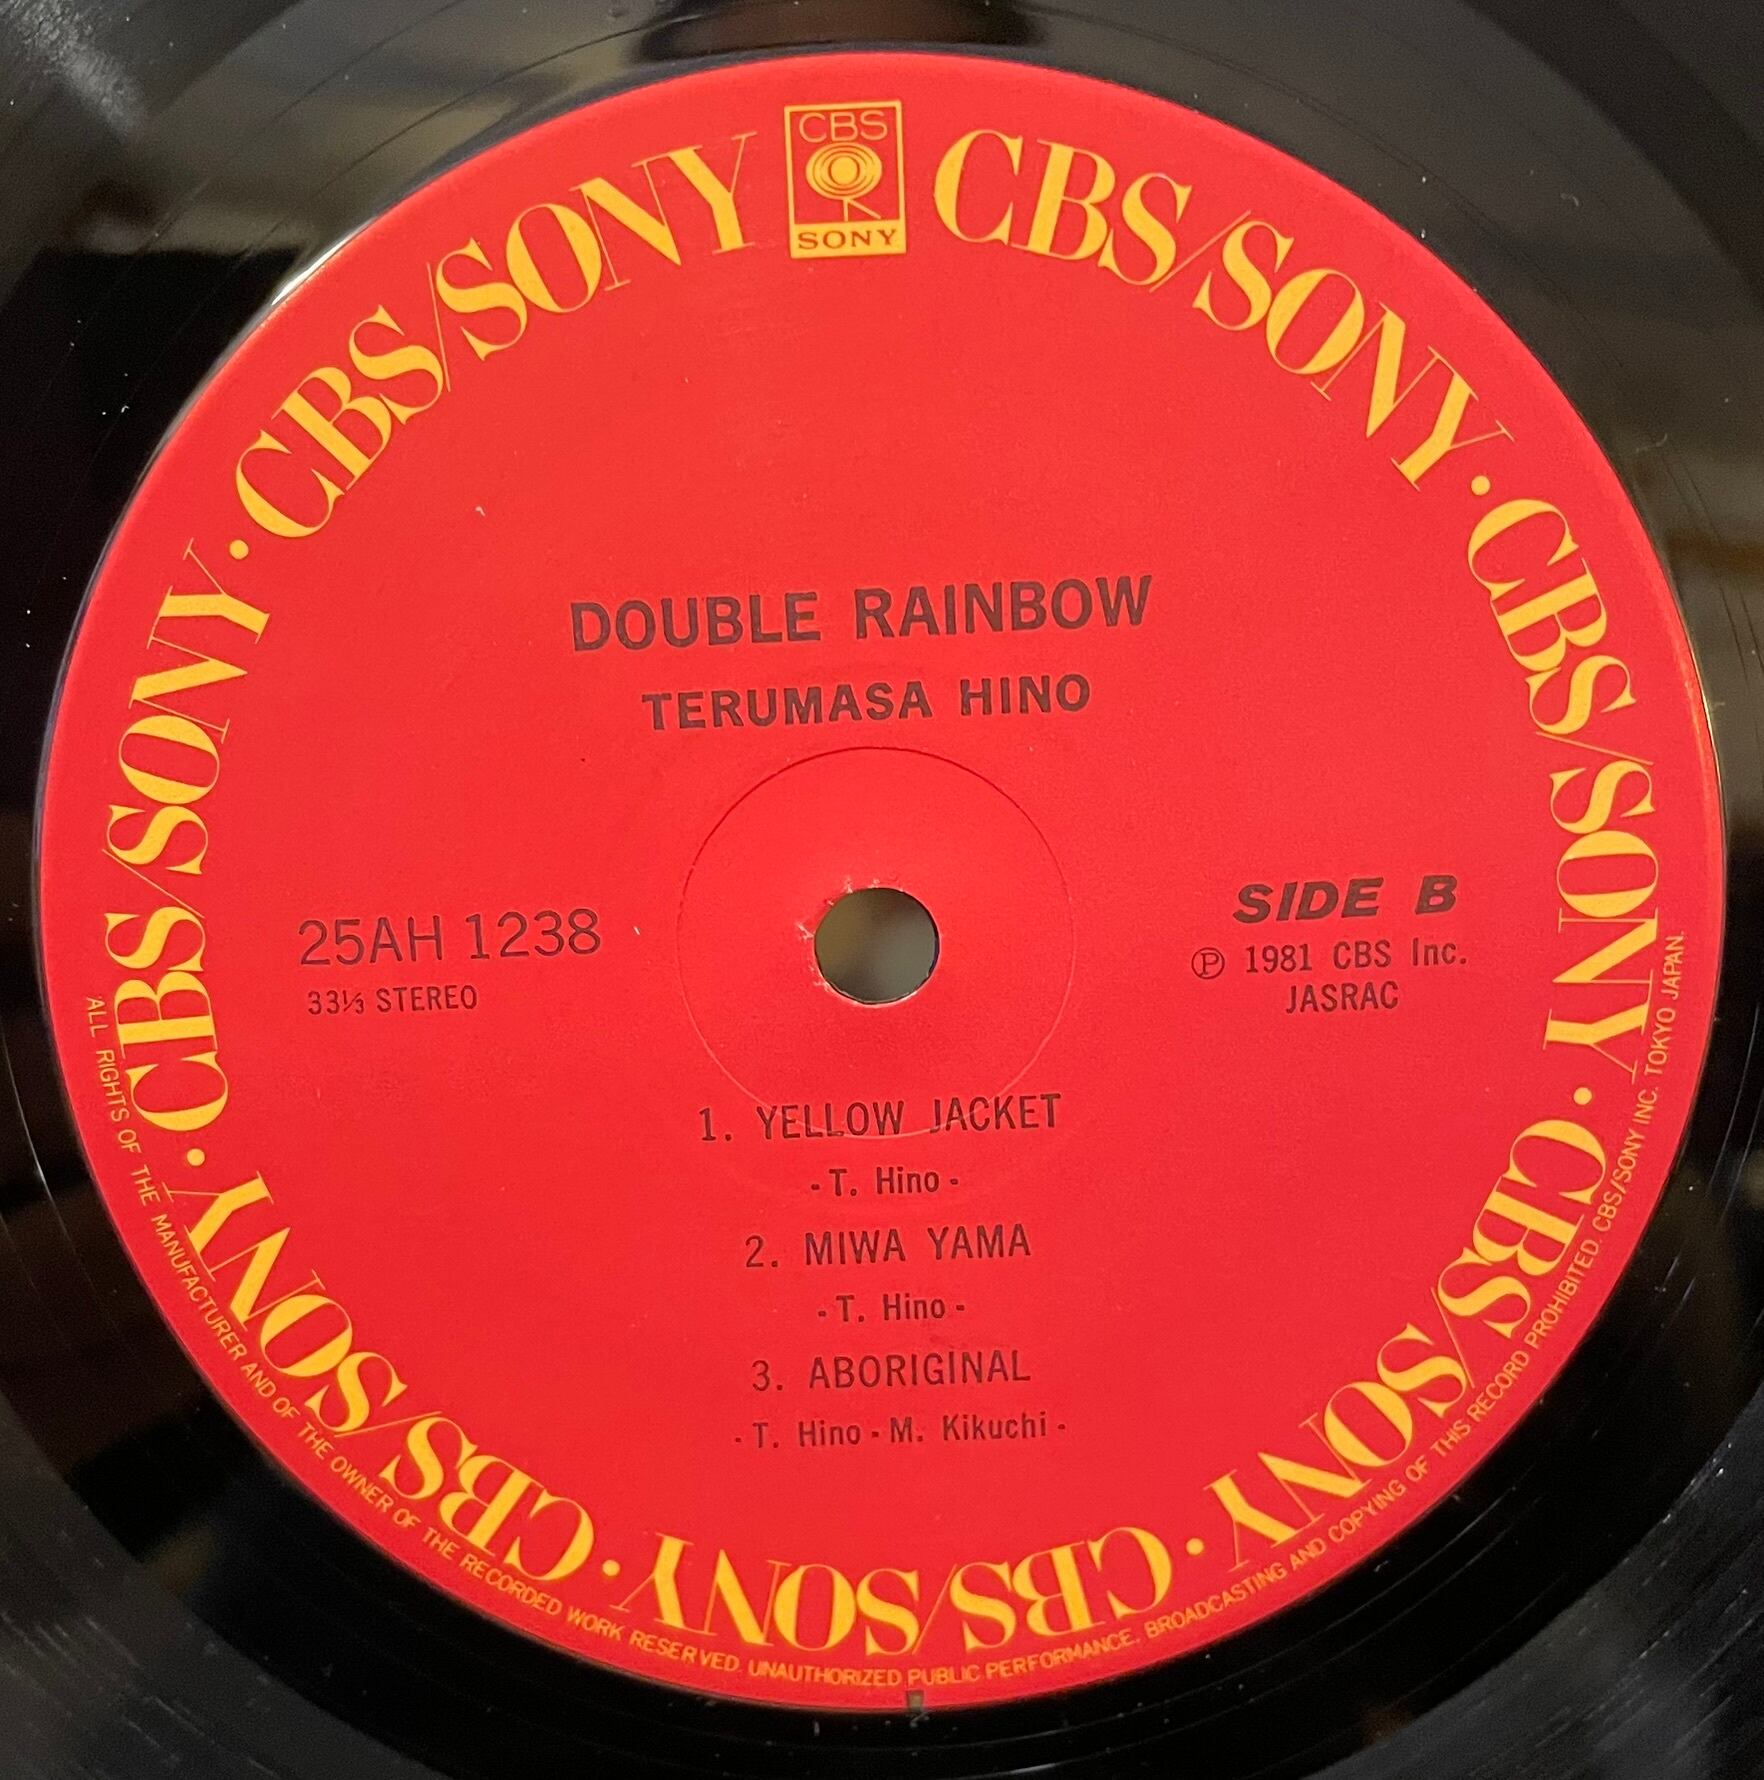 CBS
SONY
CBS/SONY · CBS/SONY · CBS/SONY · CBS/SONY · CBS/SONY · CBS/SONY · CBS/SONY
DOUBLE RAINBOW
TERUMASA HINO
25AH 1238
33⅓ STEREO
SIDE B
Ⓟ 1981 CBS Inc.
JASRAC
1. YELLOW JACKET
- T. Hino -
2. MIWA YAMA
- T. Hino -
3. ABORIGINAL
- T. Hino - M. Kikuchi -
ALL RIGHTS OF THE MANUFACTURER AND OF THE OWNER OF THE RECORDED WORK RESERVED. UNAUTHORIZED PUBLIC PERFORMANCE, BROADCASTING AND COPYING OF THIS RECORD PROHIBITED. CBS/SONY INC. TOKYO JAPAN.